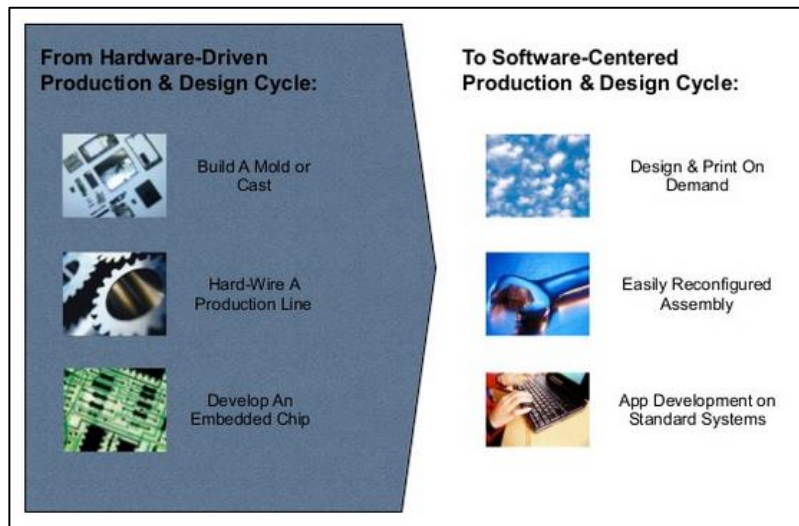 From Hardware-Driven
Production & Design Cycle:
Build A Mold or
Cast
Hard-Wire A
Production Line
Develop An
Embedded Chip
To Software-Centered
Production & Design Cycle:
Design & Print On
Demand
Easily Reconfigured
Assembly
App Development on
Standard Systems